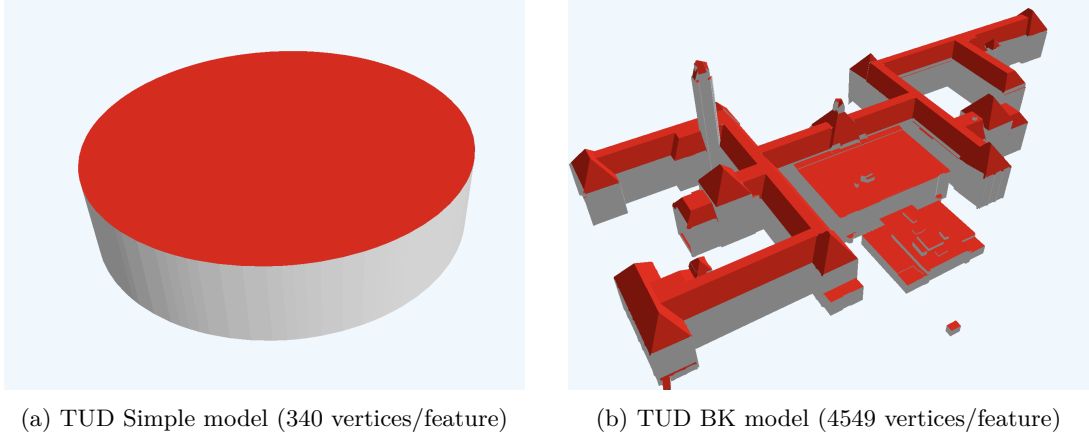 (a) TUD Simple model (340 vertices/feature)
(b) TUD BK model (4549 vertices/feature)